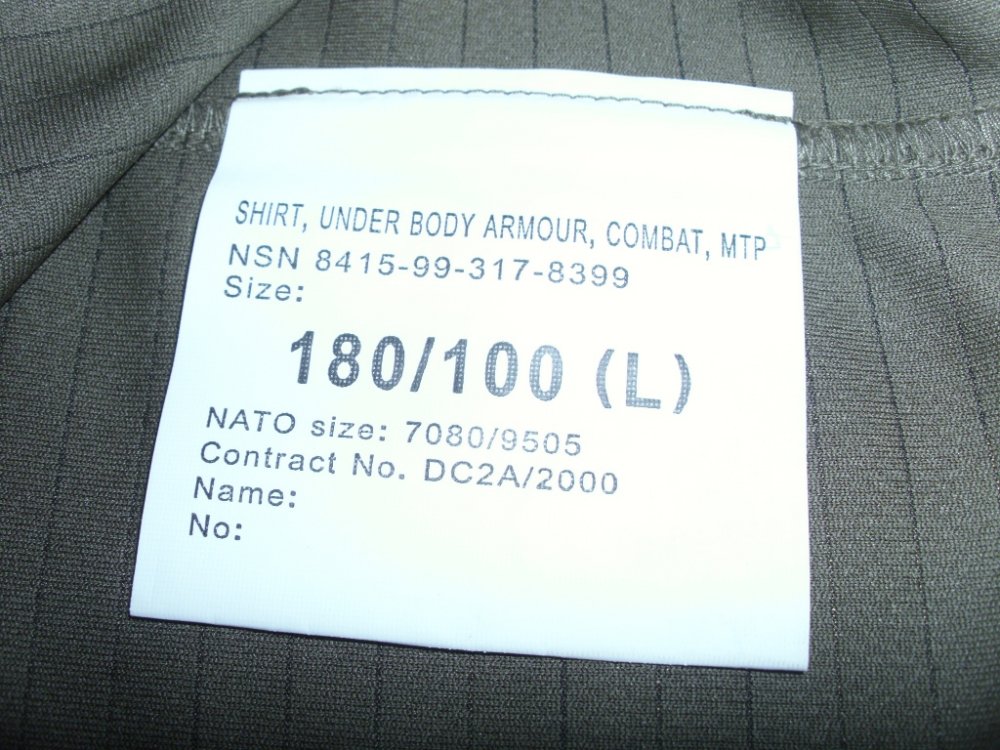 SHIRT, UNDER BODY ARMOUR, COMBAT, MTP
NSN 8415-99-317-8399
Size:
180/100 (L)
NATO size: 7080/9505
Contract No. DC2A/2000
Name:
No: